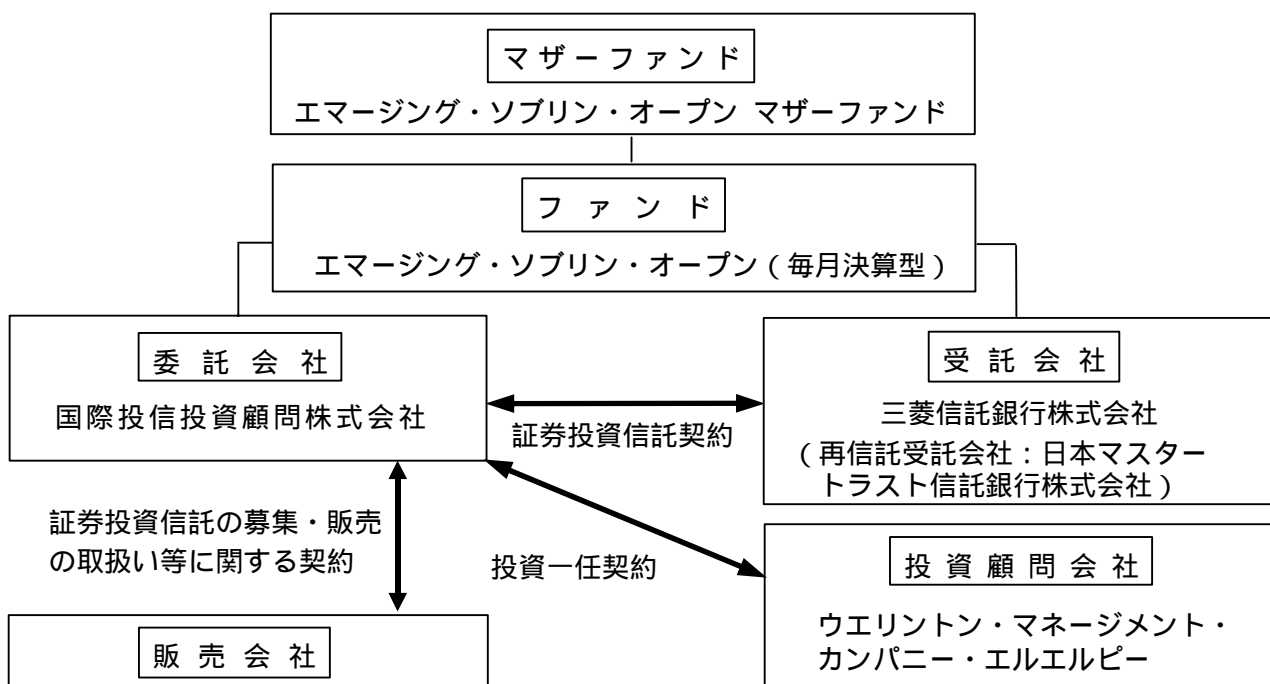 マザーファンド
エマージング・ソブリン・オープン マザーファンド
ファンド
エマージング・ソブリン・オープン(毎月決算型)
委託会社
国際投信投資顧問株式会社
受託会社
三菱信託銀行株式会社
(再信託受託会社:日本マスター
トラスト信託銀行株式会社)
証券投資信託契約
証券投資信託の募集・販売
の取扱い等に関する契約
投資一任契約
投資顧問会社
ウエリントン・マネージメント・
カンパニー・エルエルピー
販売会社